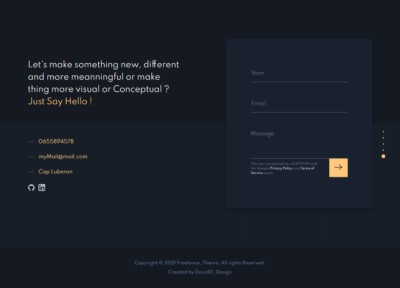 Let's make something new, different
and more meanningful or make
thing more visual or Conceptual ?
Just Say Hello !
0655894578
myMail@mail.com
Cap Luberon
Name
Email
Message
This site is protected by reCAPTCHA and
the Google Privacy Policy and Terms of
Service apply.
Copyright © 2020 Freelance. Theme. All rights Reserved.
Created by DavidD. Design